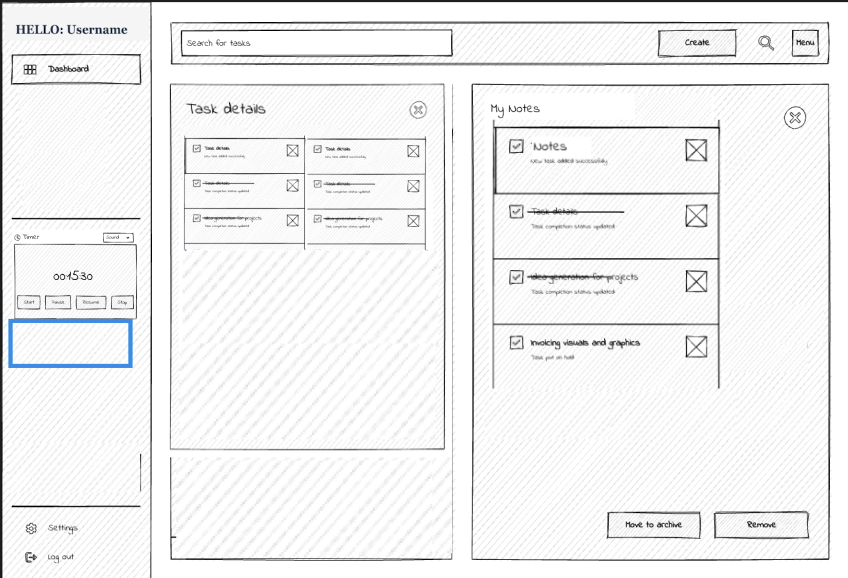 HELLO: Username
Dashboard
Timer
Sound
001530
Start
Pause
Resume
Stop
Settings
Log out
Search for tasks
Create
Menu
Task details
Task details
New task added successfully
Task details
New task added successfully
Task details
Task completion status updated
Task details
Task completion status updated
Idea generation for projects
Task completion status updated
Idea generation for projects
Task completion status updated
My Notes
'Notes
New task added successfully
Task details
Task completion status updated
Idea generation for projects
Task completion status updated
Invoicing visuals and graphics
Task put on hold
Move to archive
Remove